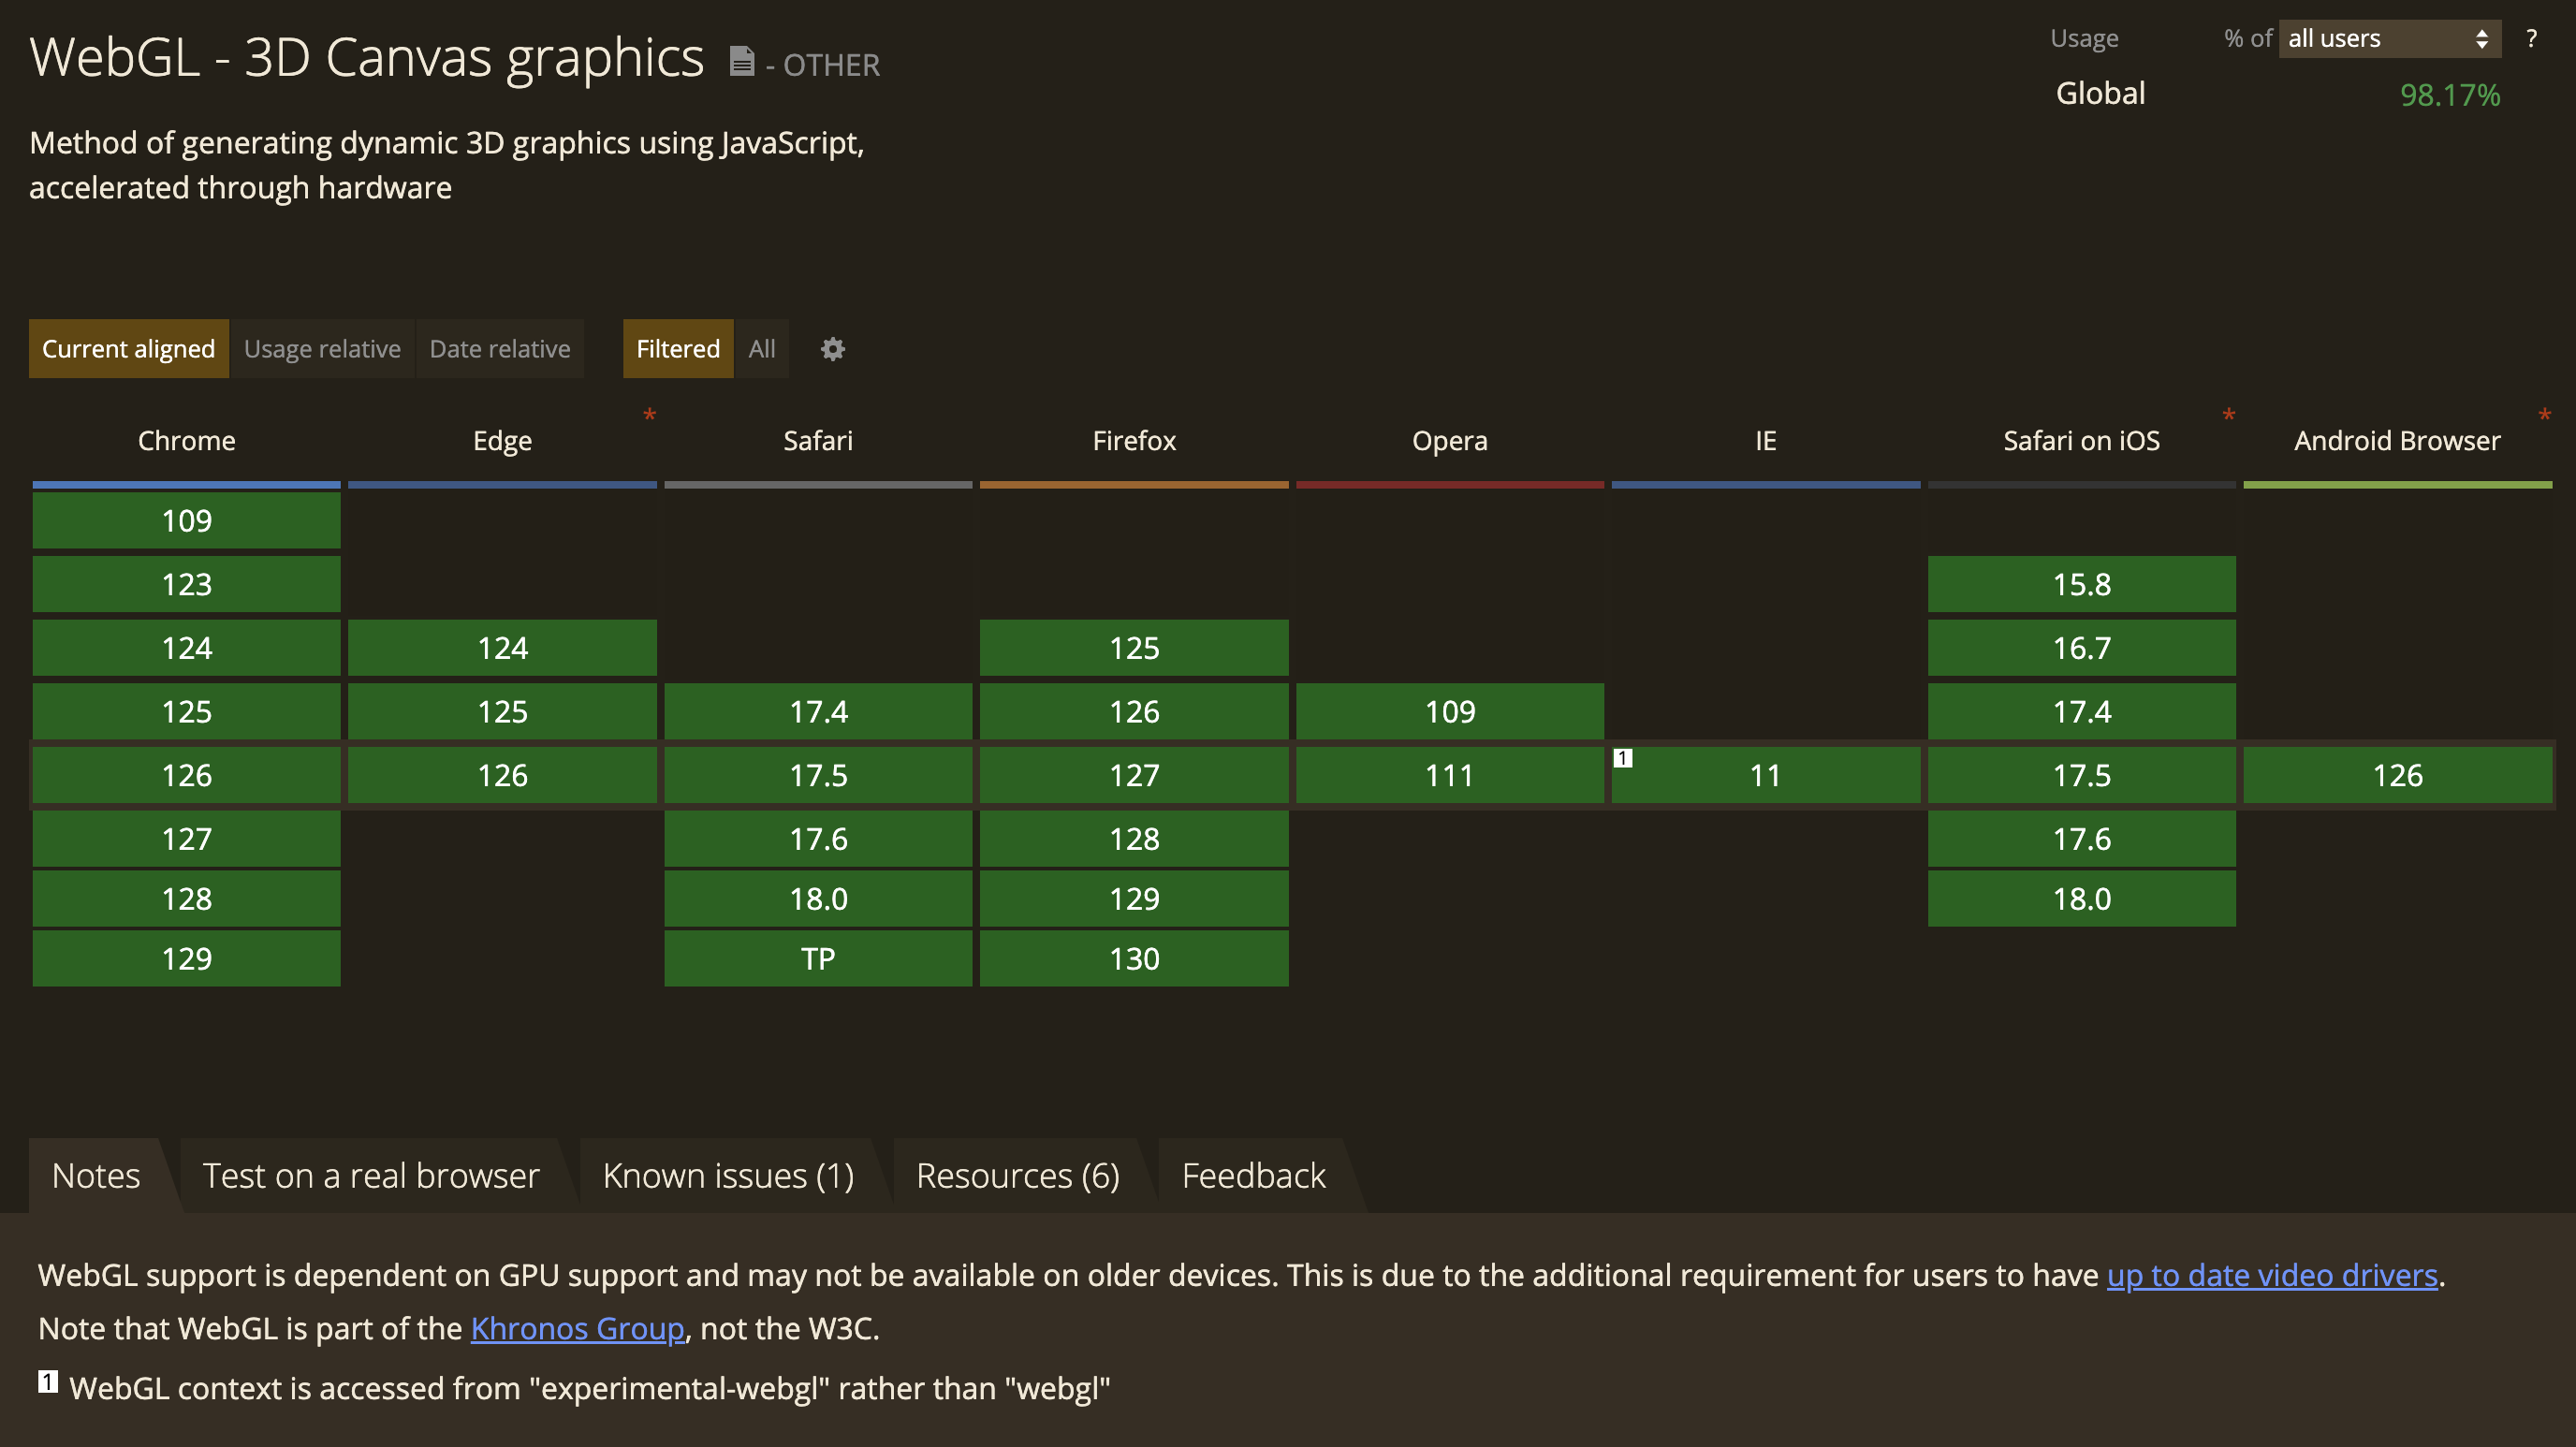 WebGL - 3D Canvas graphics - OTHER
Usage % of all users ?
Global 98.17%
Method of generating dynamic 3D graphics using JavaScript,
accelerated through hardware
Current aligned Usage relative Date relative Filtered All
* * *
Chrome Edge Safari Firefox Opera IE Safari on iOS Android Browser
109
123 15.8
124 124 125 16.7
125 125 17.4 126 109 17.4
126 126 17.5 127 111 1 11 17.5 126
127 17.6 128 17.6
128 18.0 129 18.0
129 TP 130
Notes Test on a real browser Known issues (1) Resources (6) Feedback
WebGL support is dependent on GPU support and may not be available on older devices. This is due to the additional requirement for users to have up to date video drivers.
Note that WebGL is part of the Khronos Group, not the W3C.
1 WebGL context is accessed from "experimental-webgl" rather than "webgl"